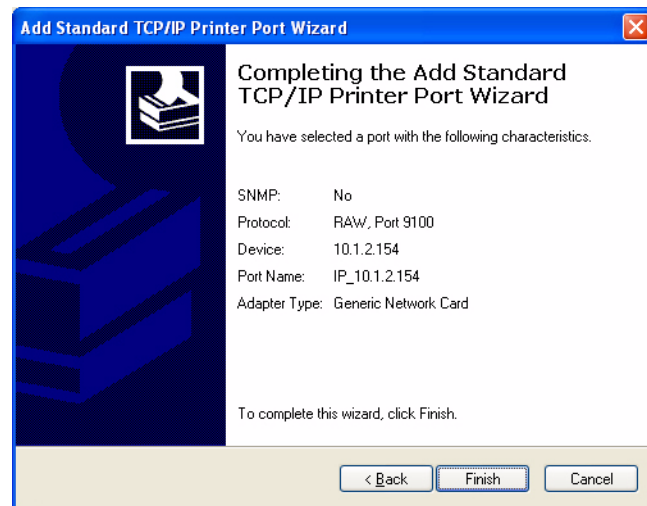 Add Standard TCP/IP Printer Port Wizard
Completing the Add Standard
TCP/IP Printer Port Wizard
You have selected a port with the following characteristics.
SNMP: No
Protocol: RAW, Port 9100
Device: 10.1.2.154
Port Name: IP_10.1.2.154
Adapter Type: Generic Network Card
To complete this wizard, click Finish.
< Back Finish Cancel